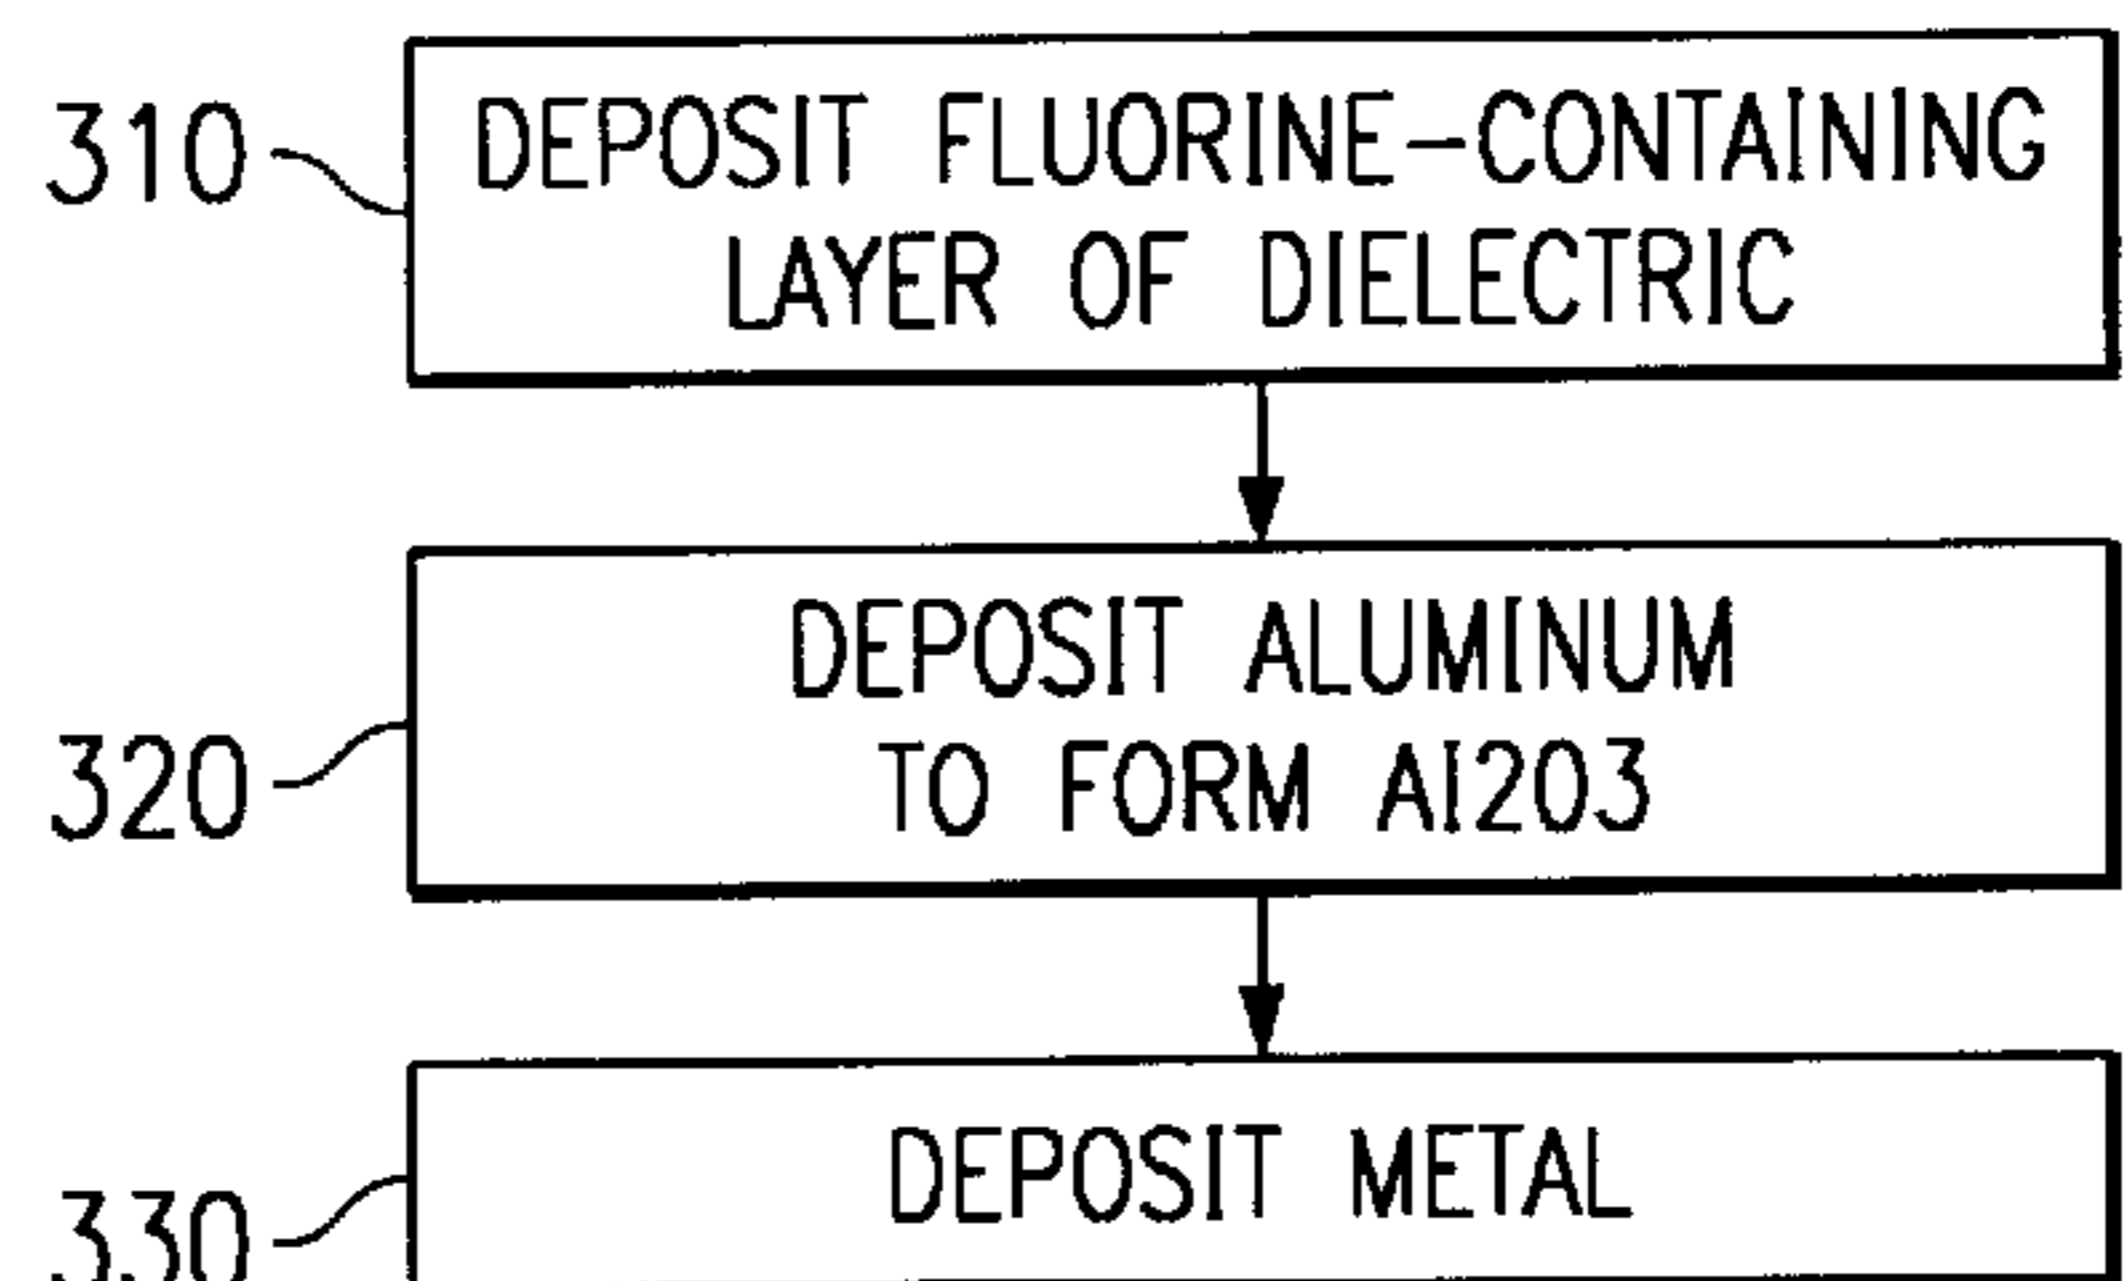 310
DEPOSIT FLUORINE-CONTAINING
LAYER OF DIELECTRIC
320
DEPOSIT ALUMINUM
TO FORM AI203
330
DEPOSIT METAL